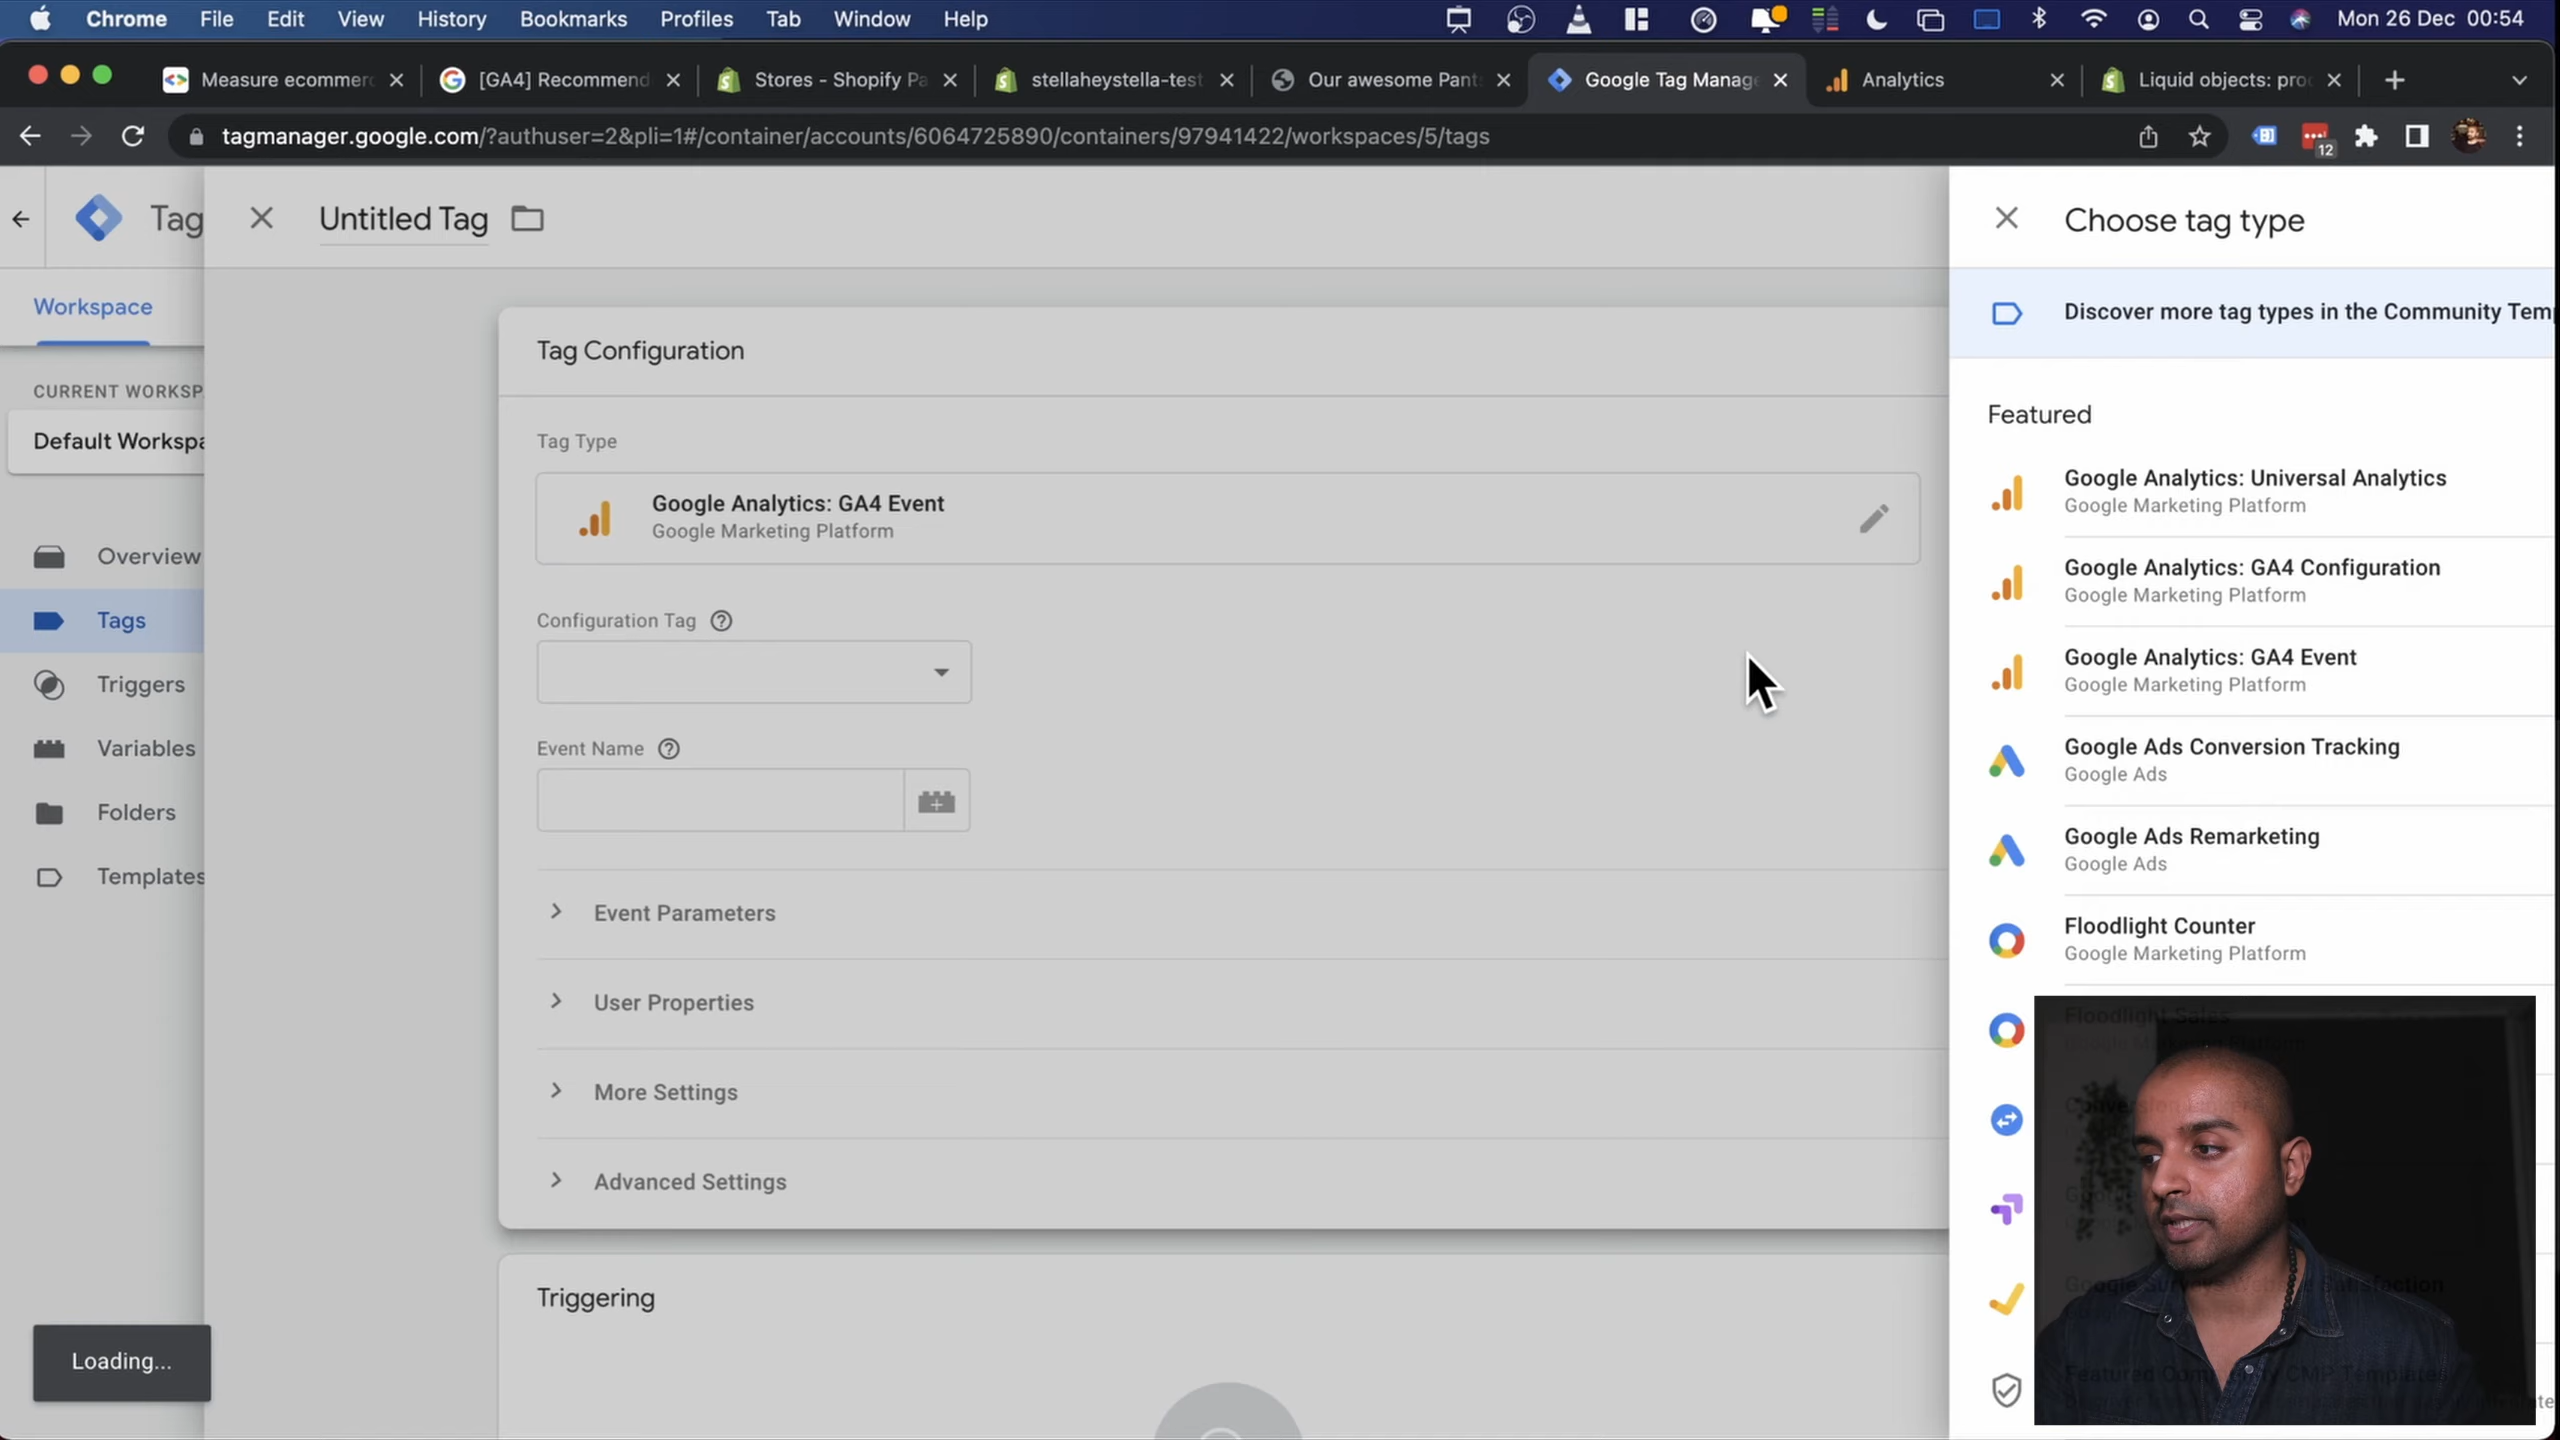 Chrome File Edit View History Bookmarks Profiles Tab Window Help Mon 26 Dec 00:54
Measure ecommerc [GA4] Recommend Stores - Shopify Pa stellaheystella-test Our awesome Pant Google Tag Manage Analytics Liquid objects: pro
tagmanager.google.com/?authuser=2&pli=1#/container/accounts/6064725890/containers/97941422/workspaces/5/tags
12
Tag
Untitled Tag
Choose tag type
Workspace
Discover more tag types in the Community Tem
CURRENT WORKSP
Default Workspa
Overview
Tags
Triggers
Variables
Folders
Templates
Loading...
Tag Configuration
Tag Type
Google Analytics: GA4 Event
Google Marketing Platform
Configuration Tag
Event Name
Event Parameters
User Properties
More Settings
Advanced Settings
Triggering
Featured
Google Analytics: Universal Analytics
Google Marketing Platform
Google Analytics: GA4 Configuration
Google Marketing Platform
Google Analytics: GA4 Event
Google Marketing Platform
Google Ads Conversion Tracking
Google Ads
Google Ads Remarketing
Google Ads
Floodlight Counter
Google Marketing Platform
Floodlight Sales